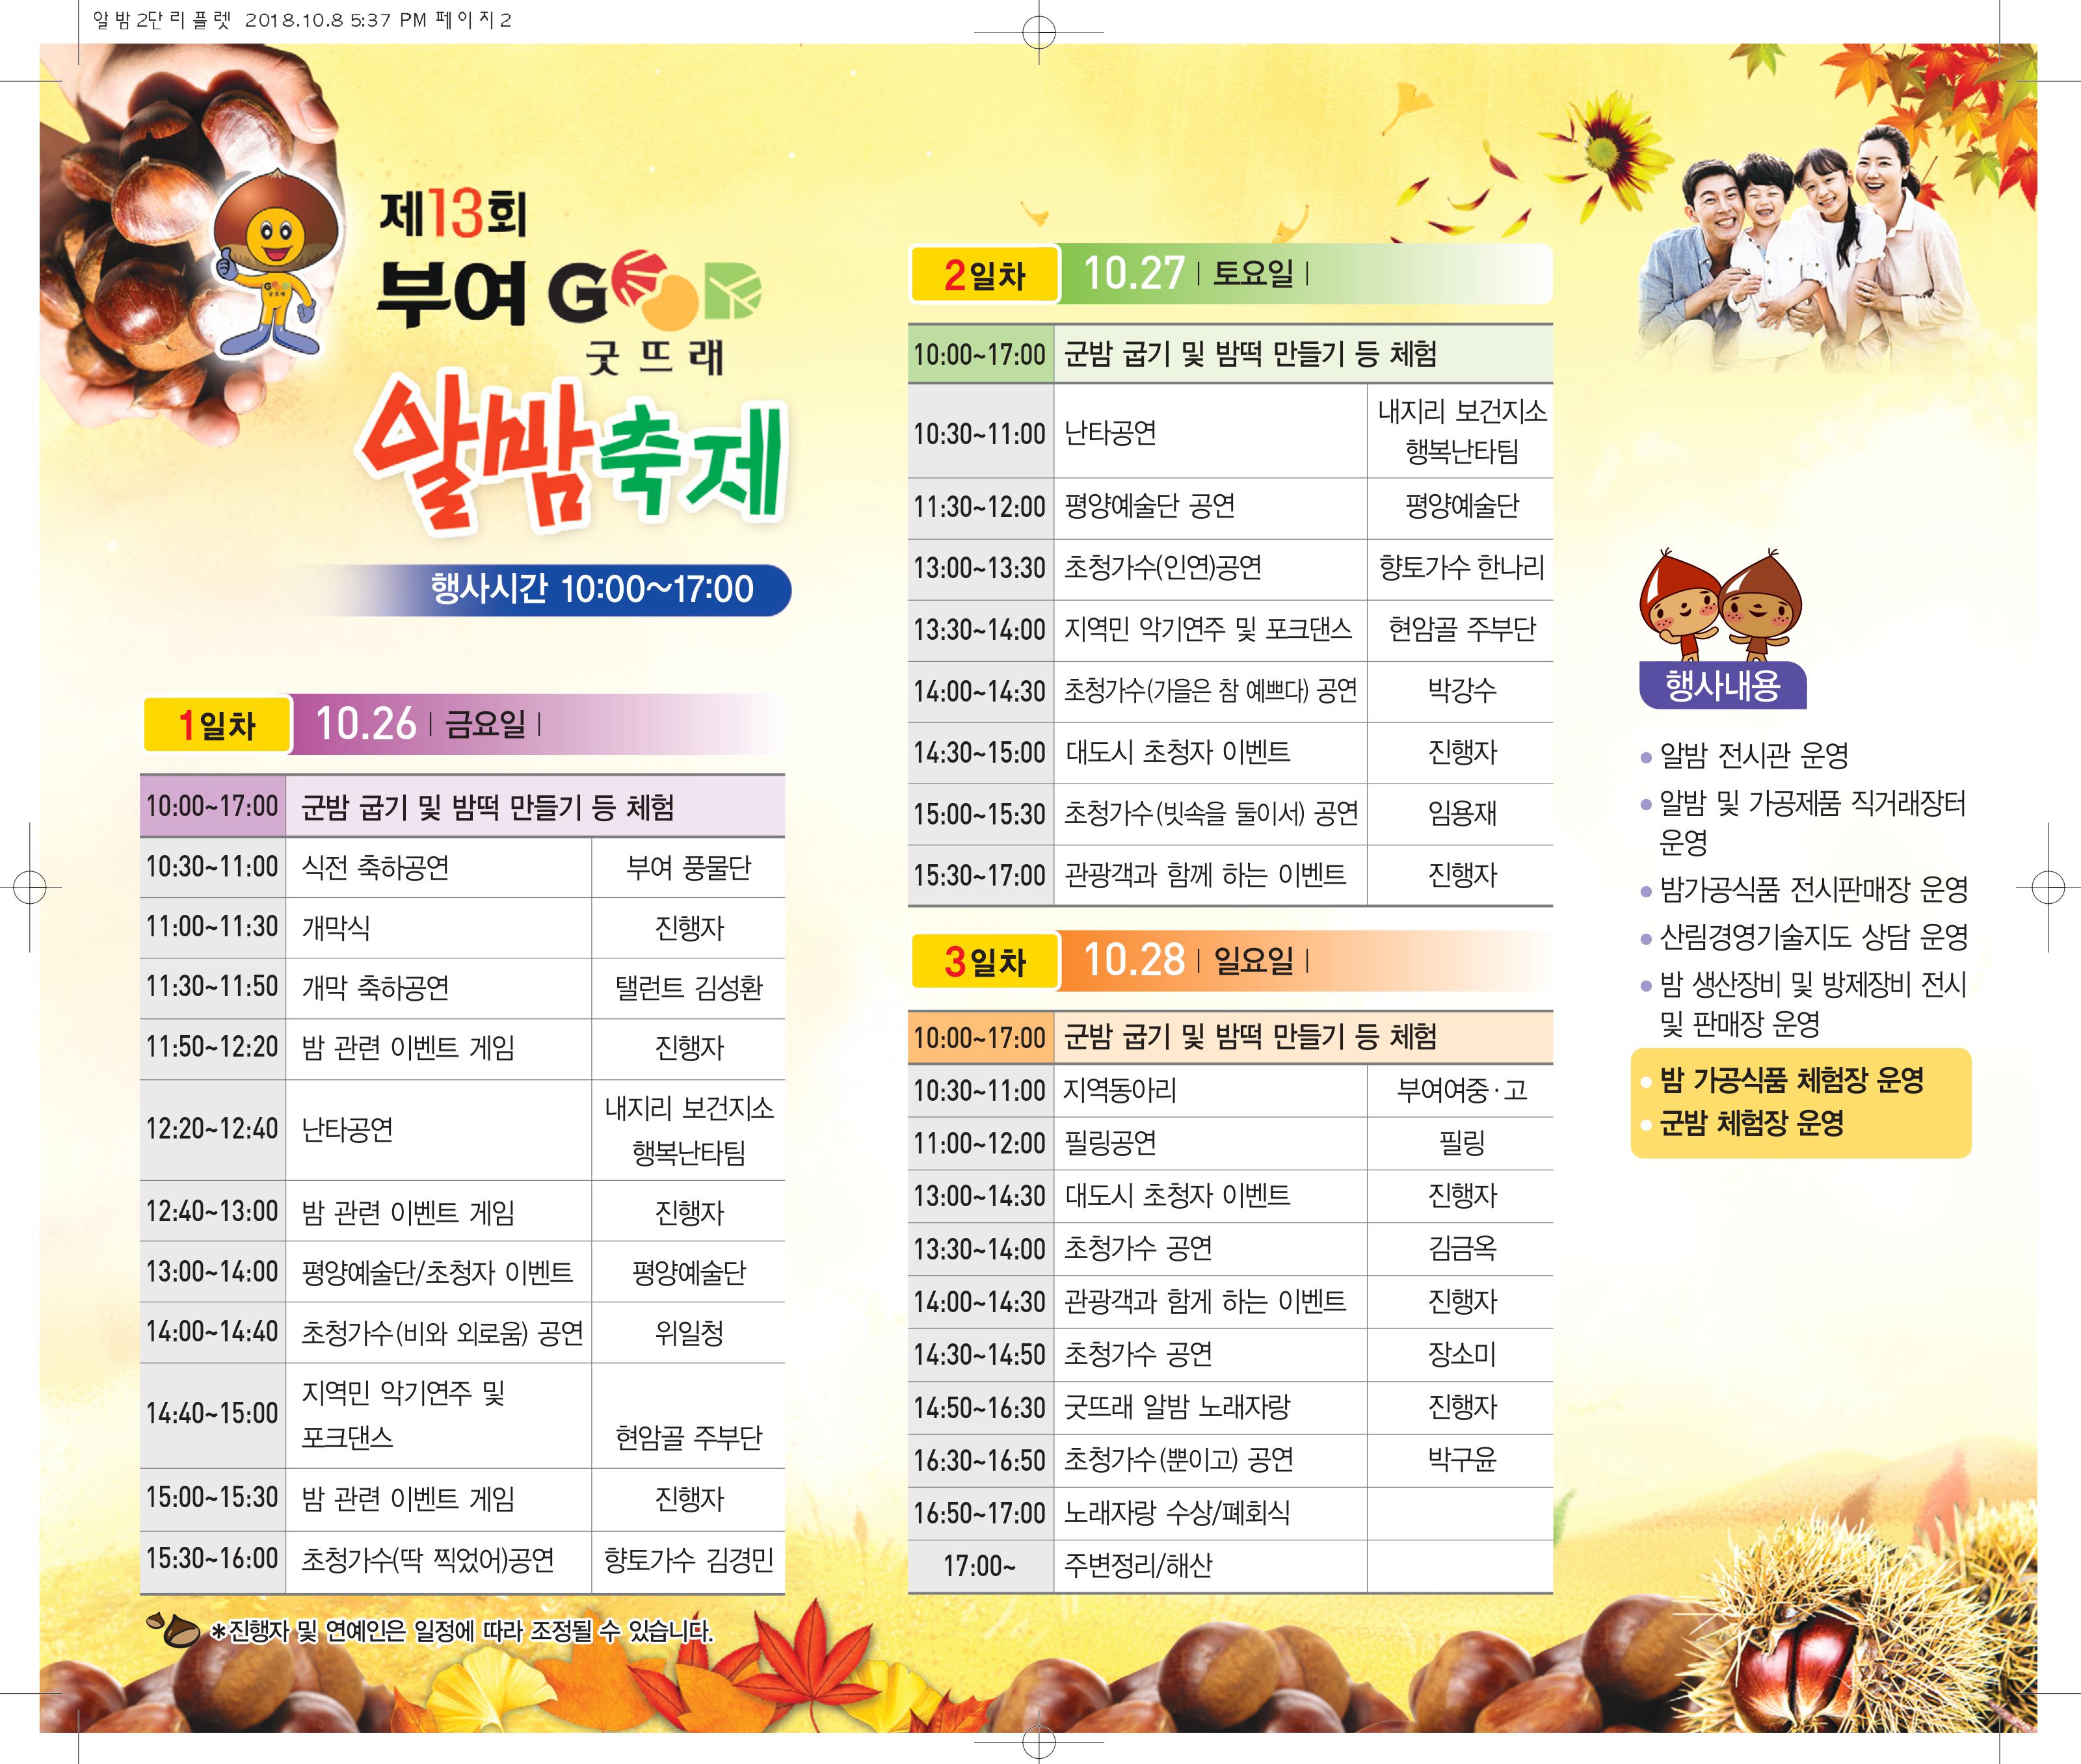 알밤2단리플렛 2018.10.8 5:37 PM 페이지2
제13회
부여 GOOD
굿뜨래
알밤축제
행사시간 10:00~17:00
1일차 10.26 | 금요일 |
10:00~17:00 군밤 굽기 및 밤떡 만들기 등 체험
10:30~11:00 식전 축하공연 부여 풍물단
11:00~11:30 개막식 진행자
11:30~11:50 개막 축하공연 탤런트 김성환
11:50~12:20 밤 관련 이벤트 게임 진행자
12:20~12:40 난타공연 내지리 보건지소
행복난타팀
12:40~13:00 밤 관련 이벤트 게임 진행자
13:00~14:00 평양예술단/초청자 이벤트 평양예술단
14:00~14:40 초청가수(비와 외로움) 공연 위일청
14:40~15:00 지역민 악기연주 및
포크댄스 현암골 주부단
15:00~15:30 밤 관련 이벤트 게임 진행자
15:30~16:00 초청가수(딱 찍었어)공연 향토가수 김경민
*진행자 및 연예인은 일정에 따라 조정될 수 있습니다.
2일차 10.27 | 토요일 |
10:00~17:00 군밤 굽기 및 밤떡 만들기 등 체험
10:30~11:00 난타공연 내지리 보건지소
행복난타팀
11:30~12:00 평양예술단 공연 평양예술단
13:00~13:30 초청가수(인연)공연 향토가수 한나리
13:30~14:00 지역민 악기연주 및 포크댄스 현암골 주부단
14:00~14:30 초청가수(가을은 참 예쁘다) 공연 박강수
14:30~15:00 대도시 초청자 이벤트 진행자
15:00~15:30 초청가수(빗속을 둘이서) 공연 임용재
15:30~17:00 관광객과 함께 하는 이벤트 진행자
3일차 10.28 | 일요일 |
10:00~17:00 군밤 굽기 및 밤떡 만들기 등 체험
10:30~11:00 지역동아리 부여여중·고
11:00~12:00 필링공연 필링
13:00~14:30 대도시 초청자 이벤트 진행자
13:30~14:00 초청가수 공연 김금옥
14:00~14:30 관광객과 함게 하는 이벤트 진행자
14:30~14:50 초청가수 공연 장소미
14:50~16:30 굿뜨래 알밤 노래자랑 진행자
16:30~16:50 초청가수(뿐이고) 공연 박구윤
16:50~17:00 노래자랑 수상/폐회식
17:00~ 주변정리/해산
행사내용
• 알밤 전시관 운영
• 알밤 및 가공제품 직거래장터
운영
• 밤가공식품 전시판매장 운영
• 산림경영기술지도 상담 운영
• 밤 생산장비 및 방제장비 전시
및 판매장 운영
• 밤 가공식품 체험장 운영
• 군밤 체험장 운영